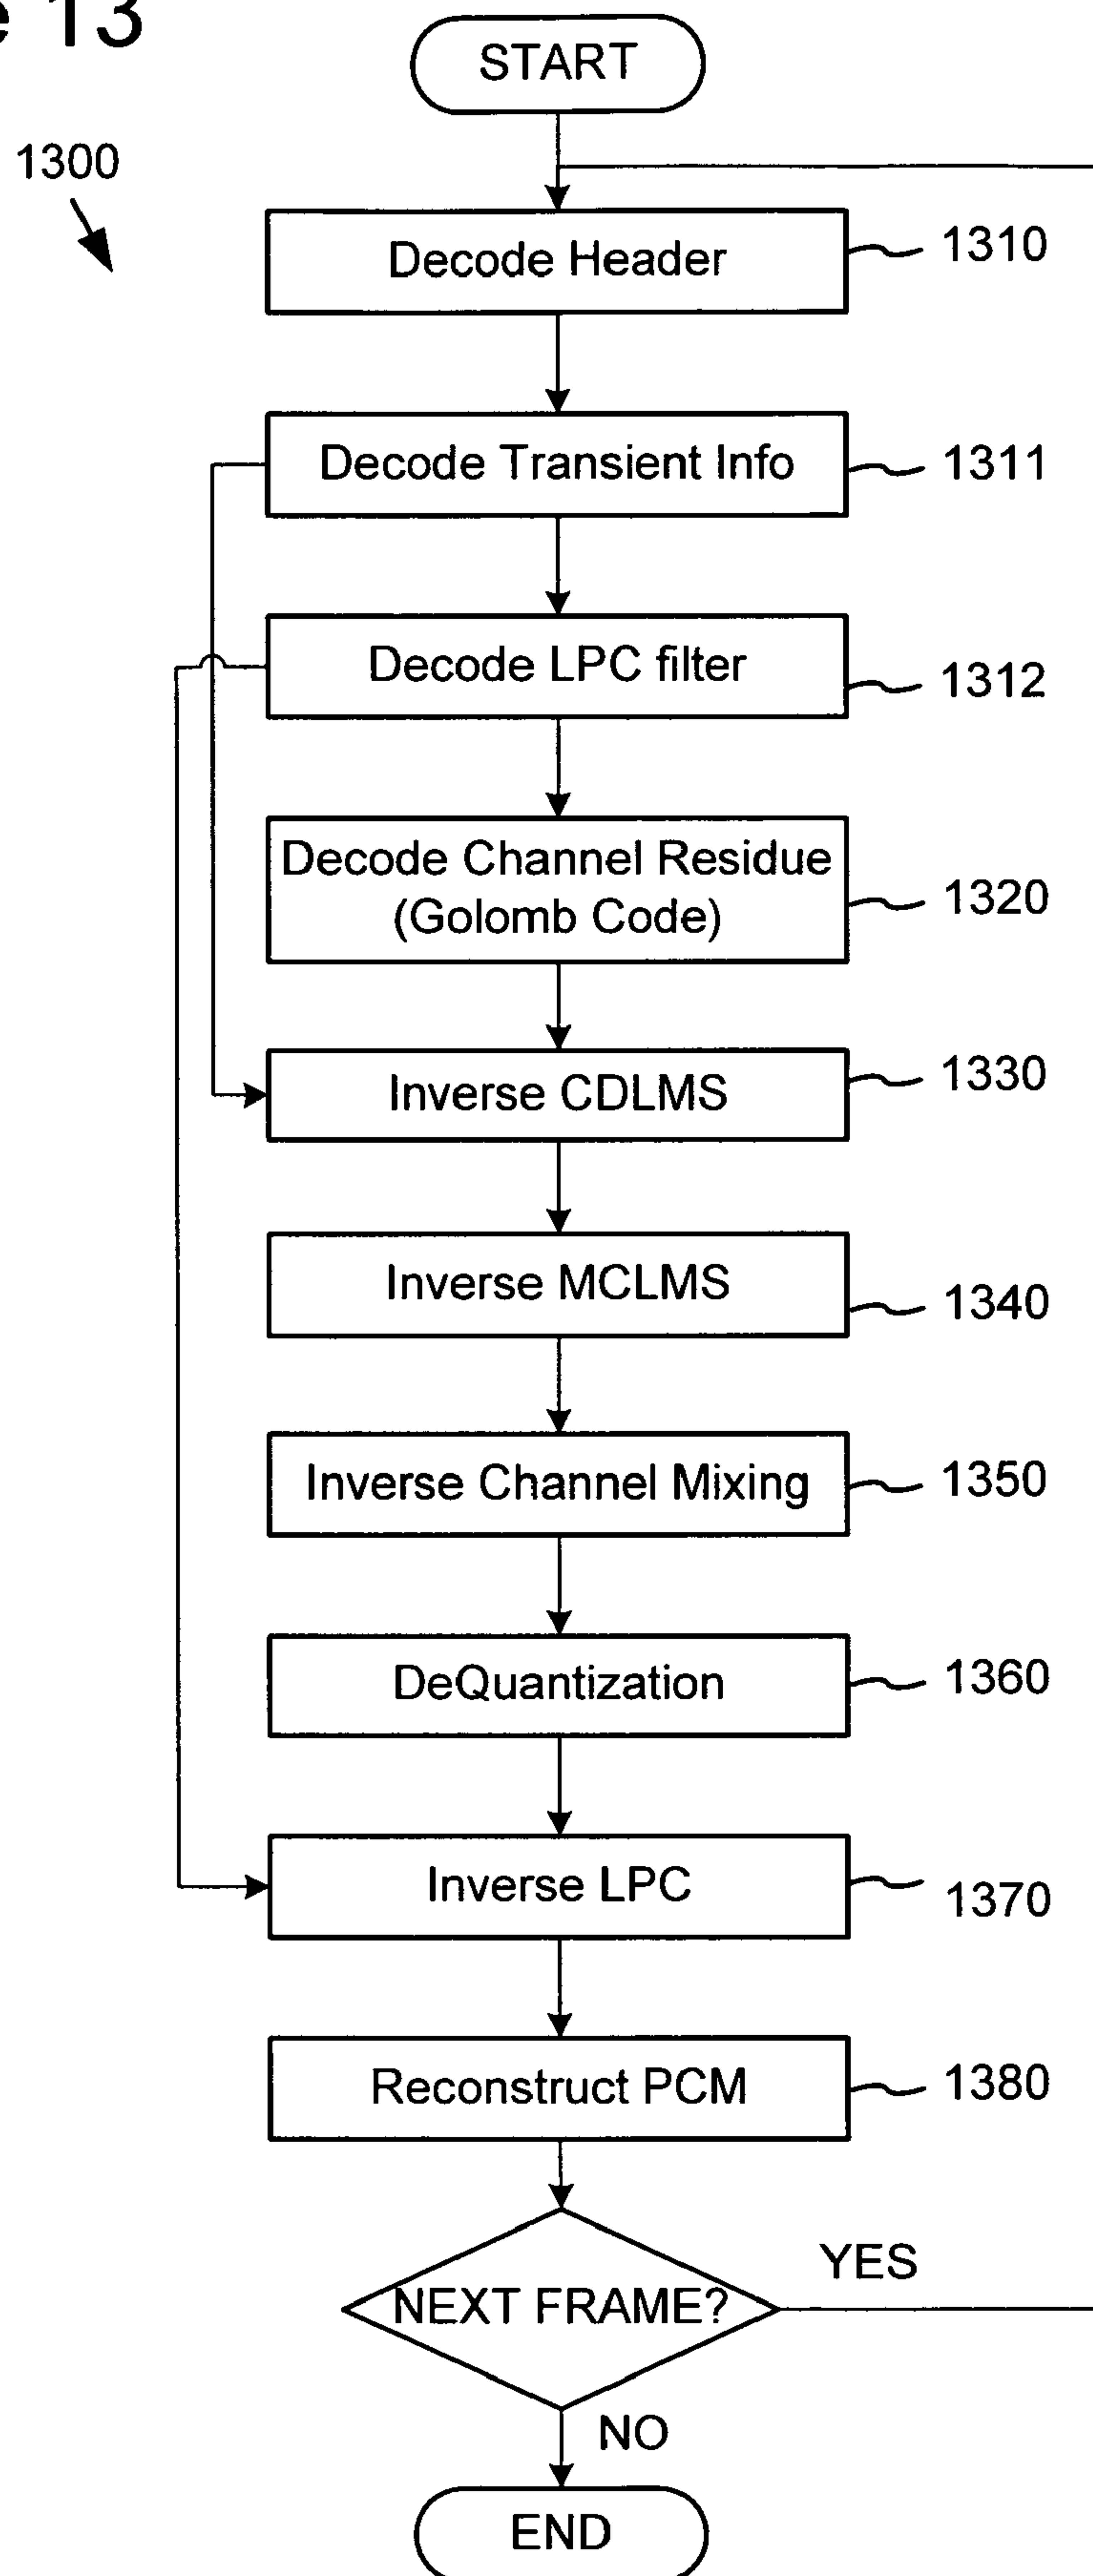 13
START
1300
Decode Header
1310
Decode Transient Info
1311
Decode LPC filter
1312
Decode Channel Residue
(Golomb Code)
1320
Inverse CDLMS
1330
Inverse MCLMS
1340
Inverse Channel Mixing
1350
DeQuantization
1360
Inverse LPC
1370
Reconstruct PCM
1380
NEXT FRAME?
YES
NO
END